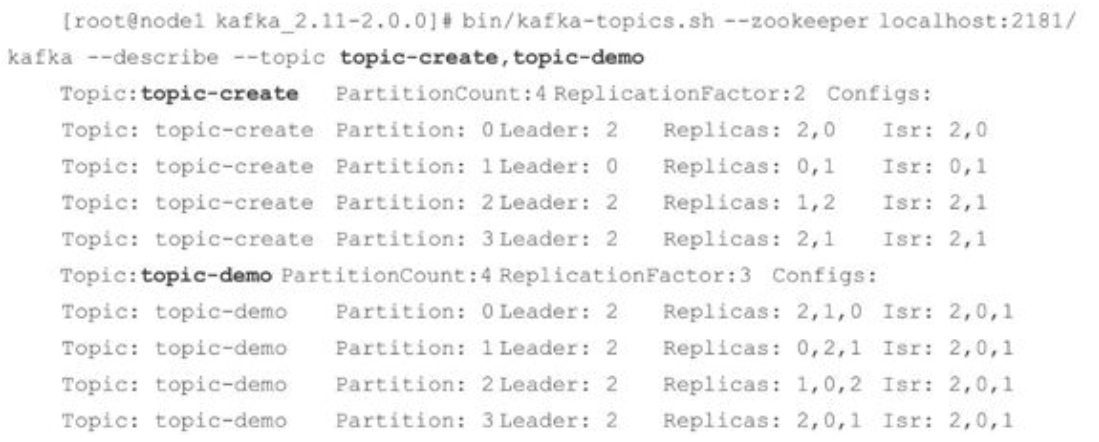 [root@node1 kafka_2.11-2.0.0]# bin/kafka-topics.sh --zookeeper localhost:2181/
kafka --describe --topic topic-create,topic-demo
Topic:topic-create PartitionCount:4 ReplicationFactor:2 Configs:
Topic: topic-create Partition: 0 Leader: 2 Replicas: 2,0 Isr: 2,0
Topic: topic-create Partition: 1 Leader: 0 Replicas: 0,1 Isr: 0,1
Topic: topic-create Partition: 2 Leader: 2 Replicas: 1,2 Isr: 2,1
Topic: topic-create Partition: 3 Leader: 2 Replicas: 2,1 Isr: 2,1
Topic:topic-demo PartitionCount:4 ReplicationFactor:3 Configs:
Topic: topic-demo Partition: 0 Leader: 2 Replicas: 2,1,0 Isr: 2,0,1
Topic: topic-demo Partition: 1 Leader: 2 Replicas: 0,2,1 Isr: 2,0,1
Topic: topic-demo Partition: 2 Leader: 2 Replicas: 1,0,2 Isr: 2,0,1
Topic: topic-demo Partition: 3 Leader: 2 Replicas: 2,0,1 Isr: 2,0,1